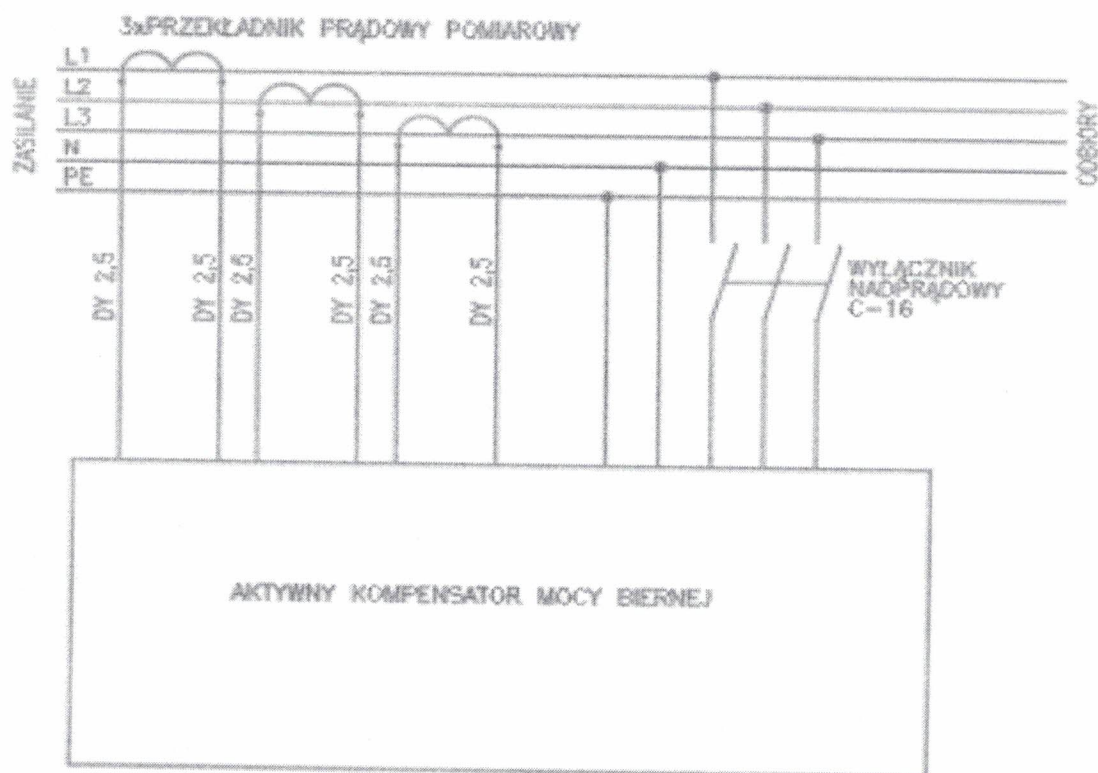 3xPRZEKŁADNIK PRĄDOWY POMIAROWY
ZASILANIE
L1
L2
L3
N
PE
ODBIORY
DY 2,5
DY 2,5
DY 2,5
DY 2,5
DY 2,5
DY 2,5
WYŁĄCZNIK
NADPRĄDOWY
C-16
AKTYWNY KOMPENSATOR MOCY BIERNEJ